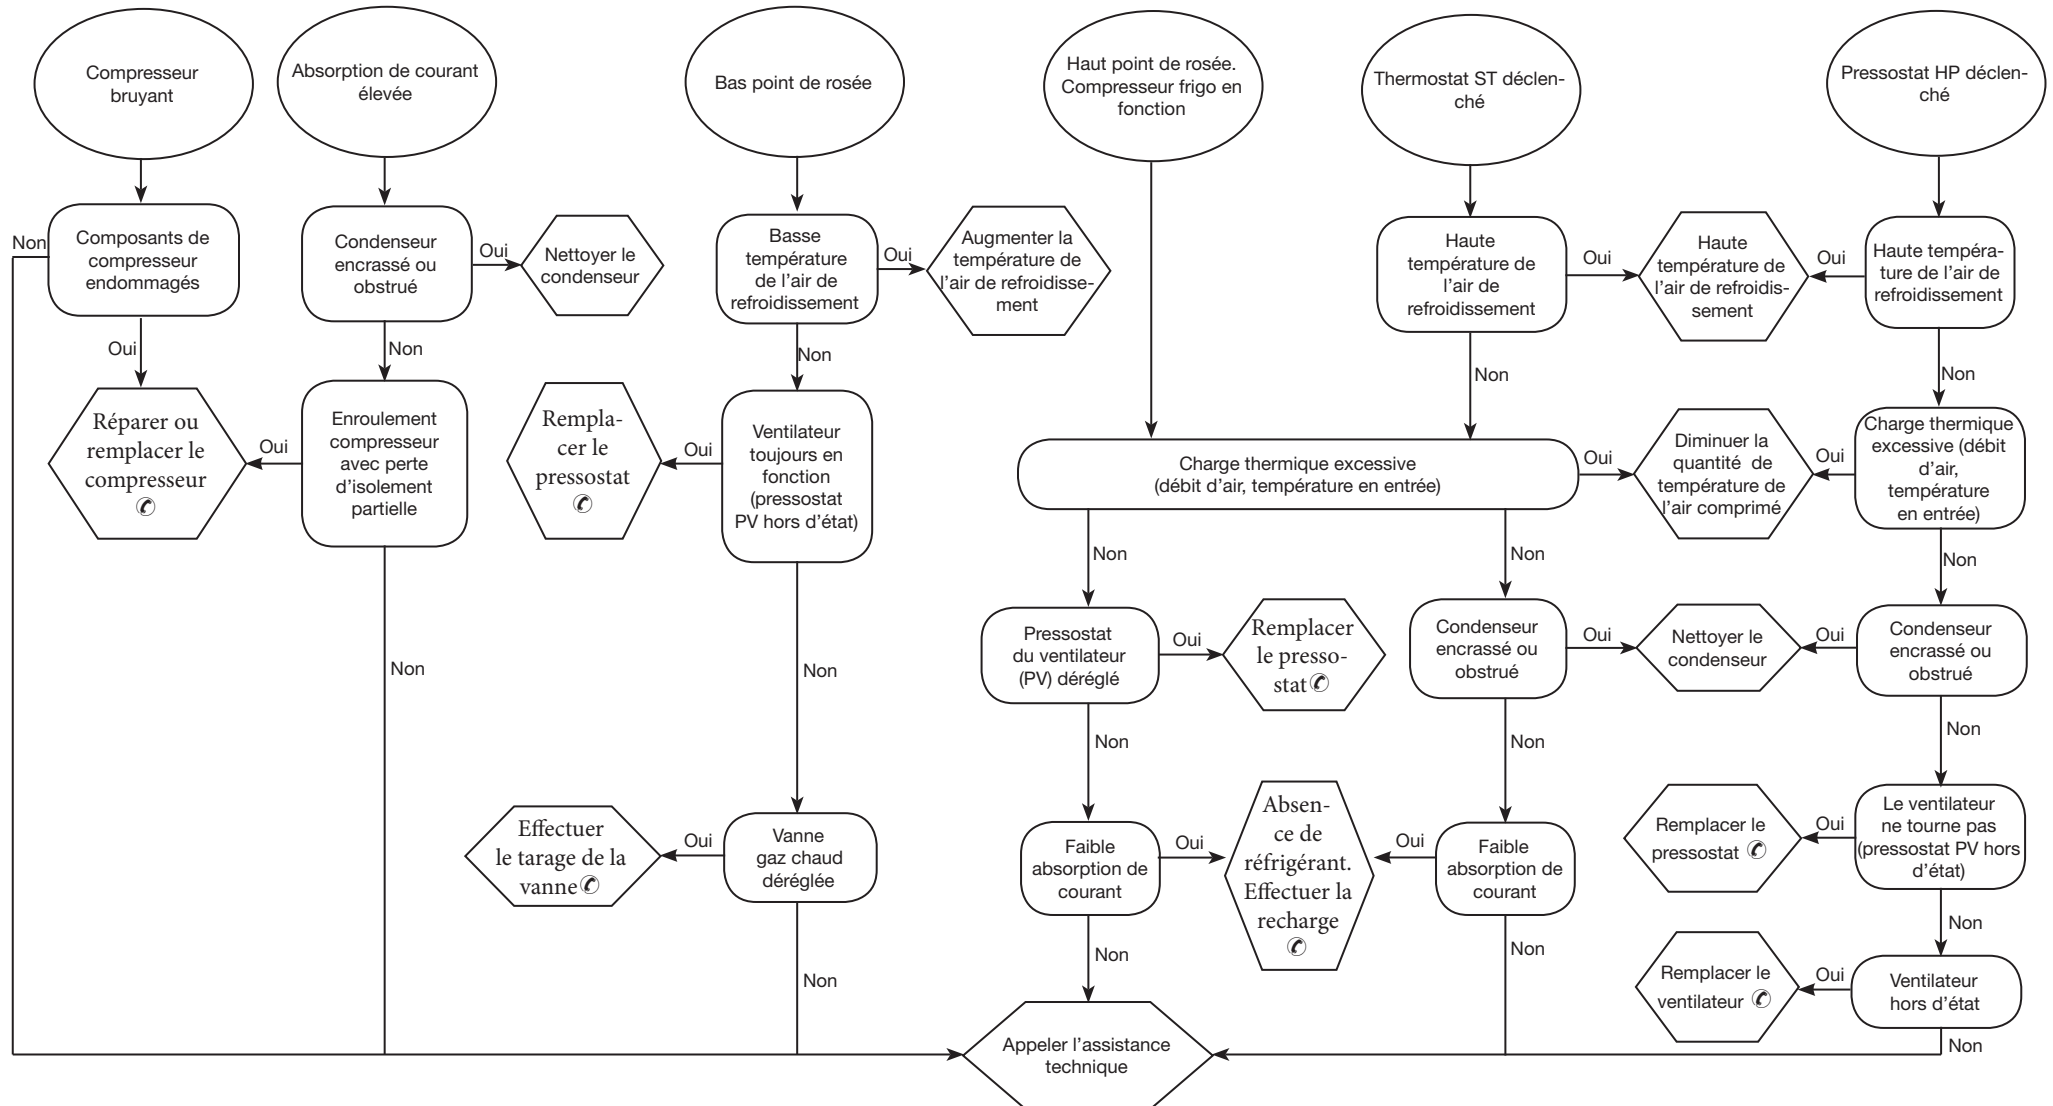 Compresseur
bruyant
Absorption de courant
élevée
Bas point de rosée
Haut point de rosée.
Compresseur frigo en
fonction
Thermostat ST déclen-
ché
Pressostat HP déclen-
ché
Non
Composants de
compresseur
endommagés
Condenseur
encrassé ou
obstrué
Oui
Nettoyer le
condenseur
Basse
température
de l'air de
refroidissement
Oui
Augmenter la
température de
l'air de refroidisse-
ment
Haute
température de
l'air de
refroidissement
Oui
Haute
température de
l'air de refroidis-
sement
Oui
Haute tempéra-
ture de l'air de
refroidissement
Oui
Non
Non
Non
Non
Réparer ou
remplacer le
compresseur
Oui
Enroulement
compresseur
avec perte
d'isolement
partielle
Rempla-
cer le
pressostat
Oui
Ventilateur
toujours en
fonction
(pressostat
PV hors d'état)
Charge thermique excessive
(débit d'air, température en entrée)
Oui
Diminuer la
quantité de
température de
l'air comprimé
Oui
Charge thermique
excessive (débit
d'air,
température
en entrée)
Non
Non
Non
Non
Non
Pressostat
du ventilateur
(PV) déréglé
Oui
Remplacer
le presso-
stat
Condenseur
encrassé ou
obstrué
Oui
Nettoyer le
condenseur
Oui
Condenseur
encrassé ou
obstrué
Non
Non
Non
Effectuer
le tarage de la
vanne
Oui
Vanne
gaz chaud
déréglée
Faible
absorption de
courant
Oui
Absen-
ce de
réfrigérant.
Effectuer la
recharge
Oui
Faible
absorption de
courant
Remplacer le
pressostat
Oui
Le ventilateur
ne tourne pas
(pressostat PV hors
d'état)
Non
Non
Non
Non
Remplacer le
ventilateur
Oui
Ventilateur
hors d'état
Non
Appeler l'assistance
technique